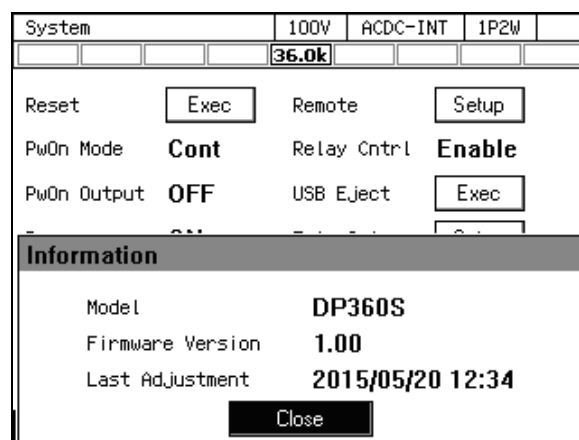 System 100V ACDC-INT 1P2W
36.0k
Reset Exec Remote Setup
PwOn Mode Cont Relay Cntrl Enable
PwOn Output OFF USB Eject Exec
Information
Model DP360S
Firmware Version 1.00
Last Adjustment 2015/05/20 12:34
Close